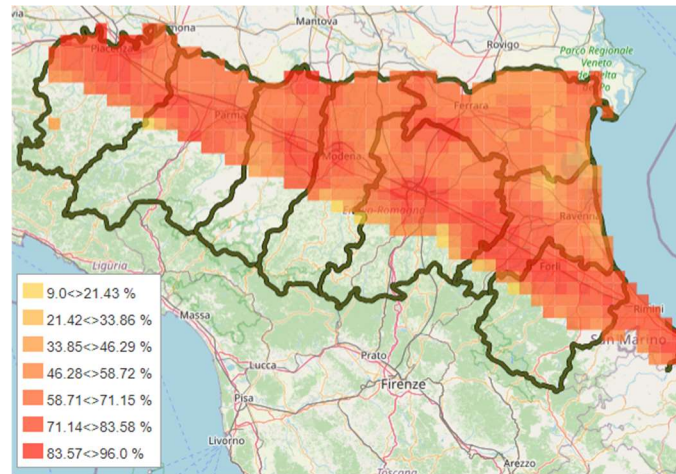 Mantova
Rovigo
Parco Regionale
Veneto
Piacenza
Ferrara
Parma
Modena
Ravenna
Forlì
Rimini
San Marino
Liguria
Massa
Lucca
Prato
Pisa
Firenze
Livorno
Arezzo
Toscana
9.0<>21.43 %
21.42<>33.86 %
33.85<>46.29 %
46.28<>58.72 %
58.71<>71.15 %
71.14<>83.58 %
83.57<>96.0 %